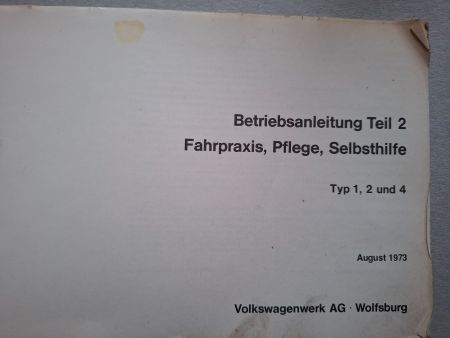 Betriebsanleitung Teil 2
Fahrpraxis, Pflege, Selbsthilfe
Typ 1, 2 und 4
August 1973
Volkswagenwerk AG · Wolfsburg